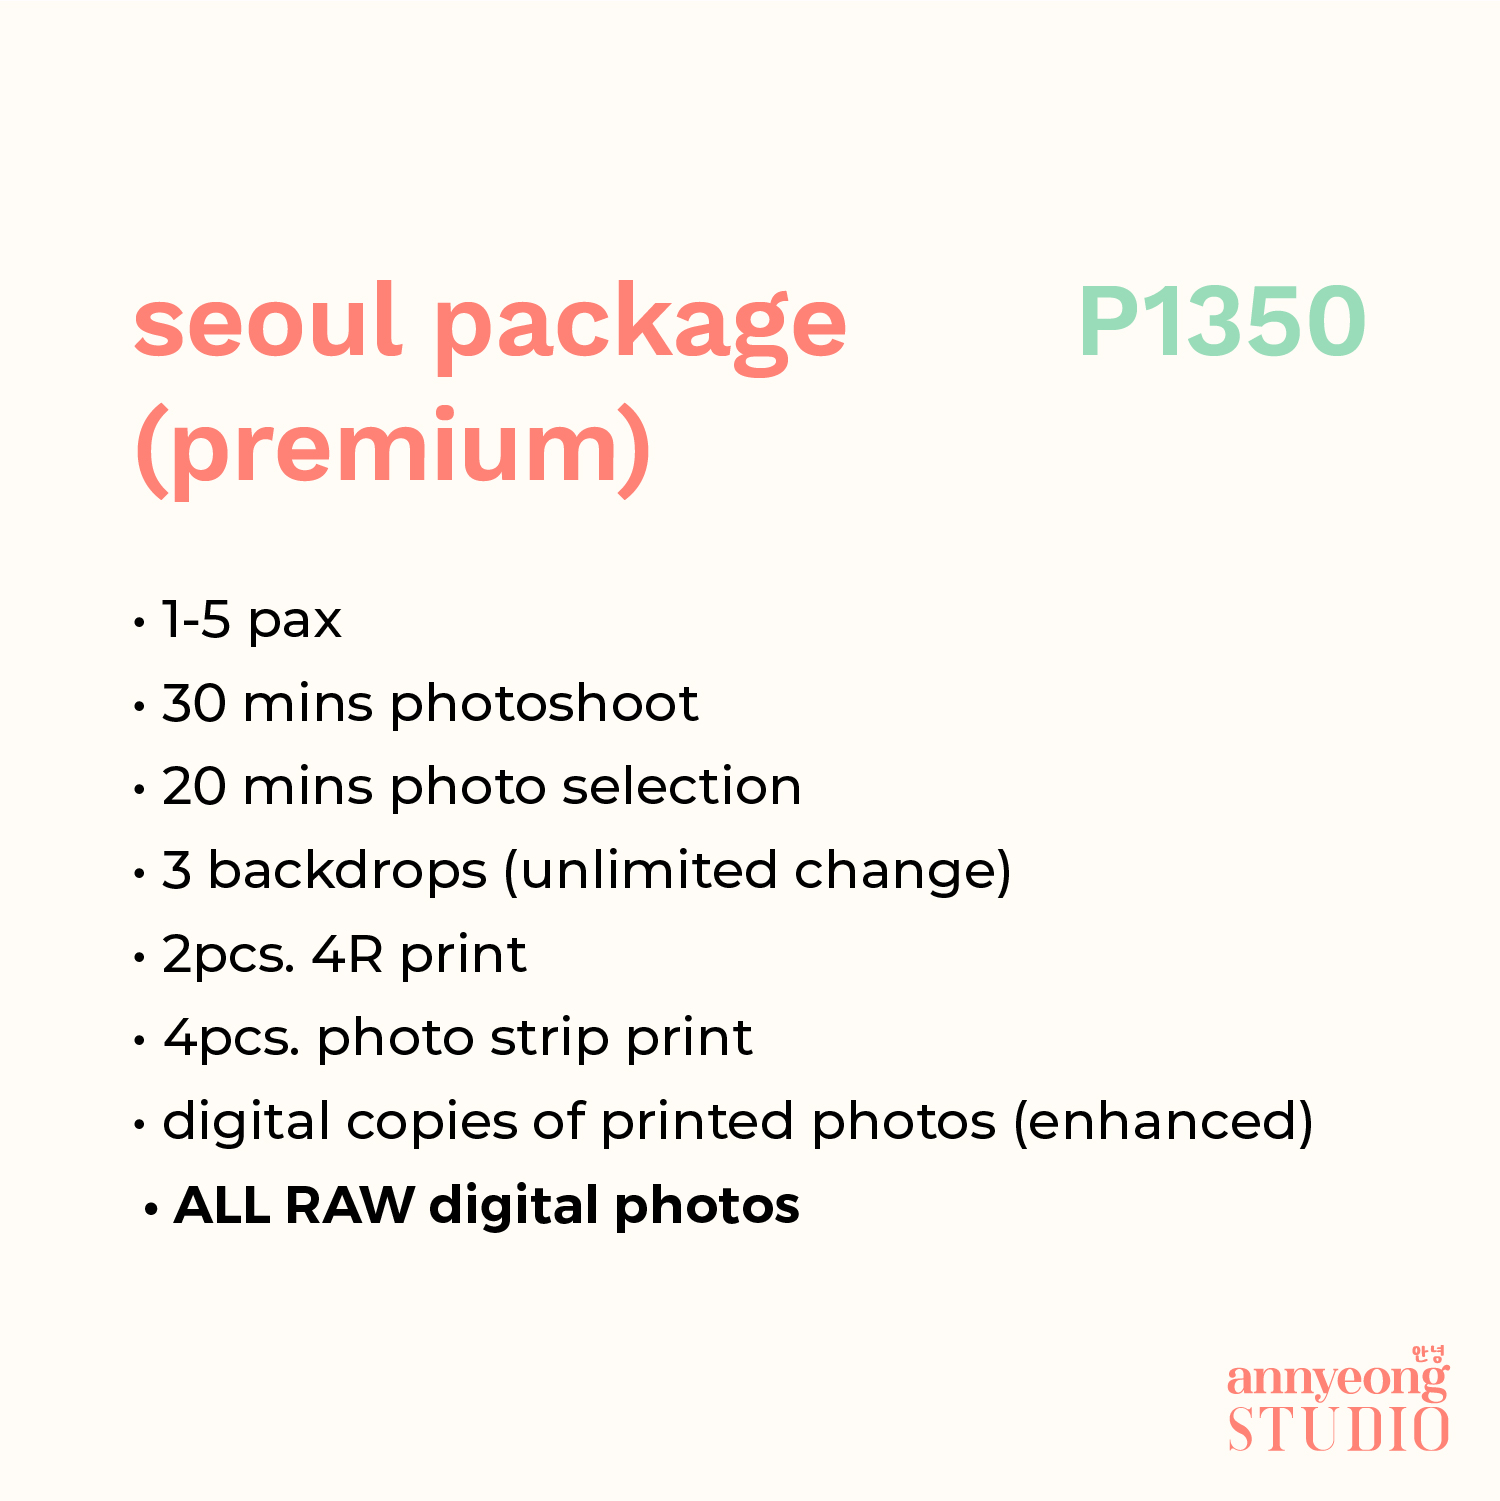 seoul package P1350
(premium)
• 1-5 pax
• 30 mins photoshoot
• 20 mins photo selection
• 3 backdrops (unlimited change)
• 2pcs. 4R print
• 4pcs. photo strip print
• digital copies of printed photos (enhanced)
• ALL RAW digital photos
안녕
annyeong
STUDIO